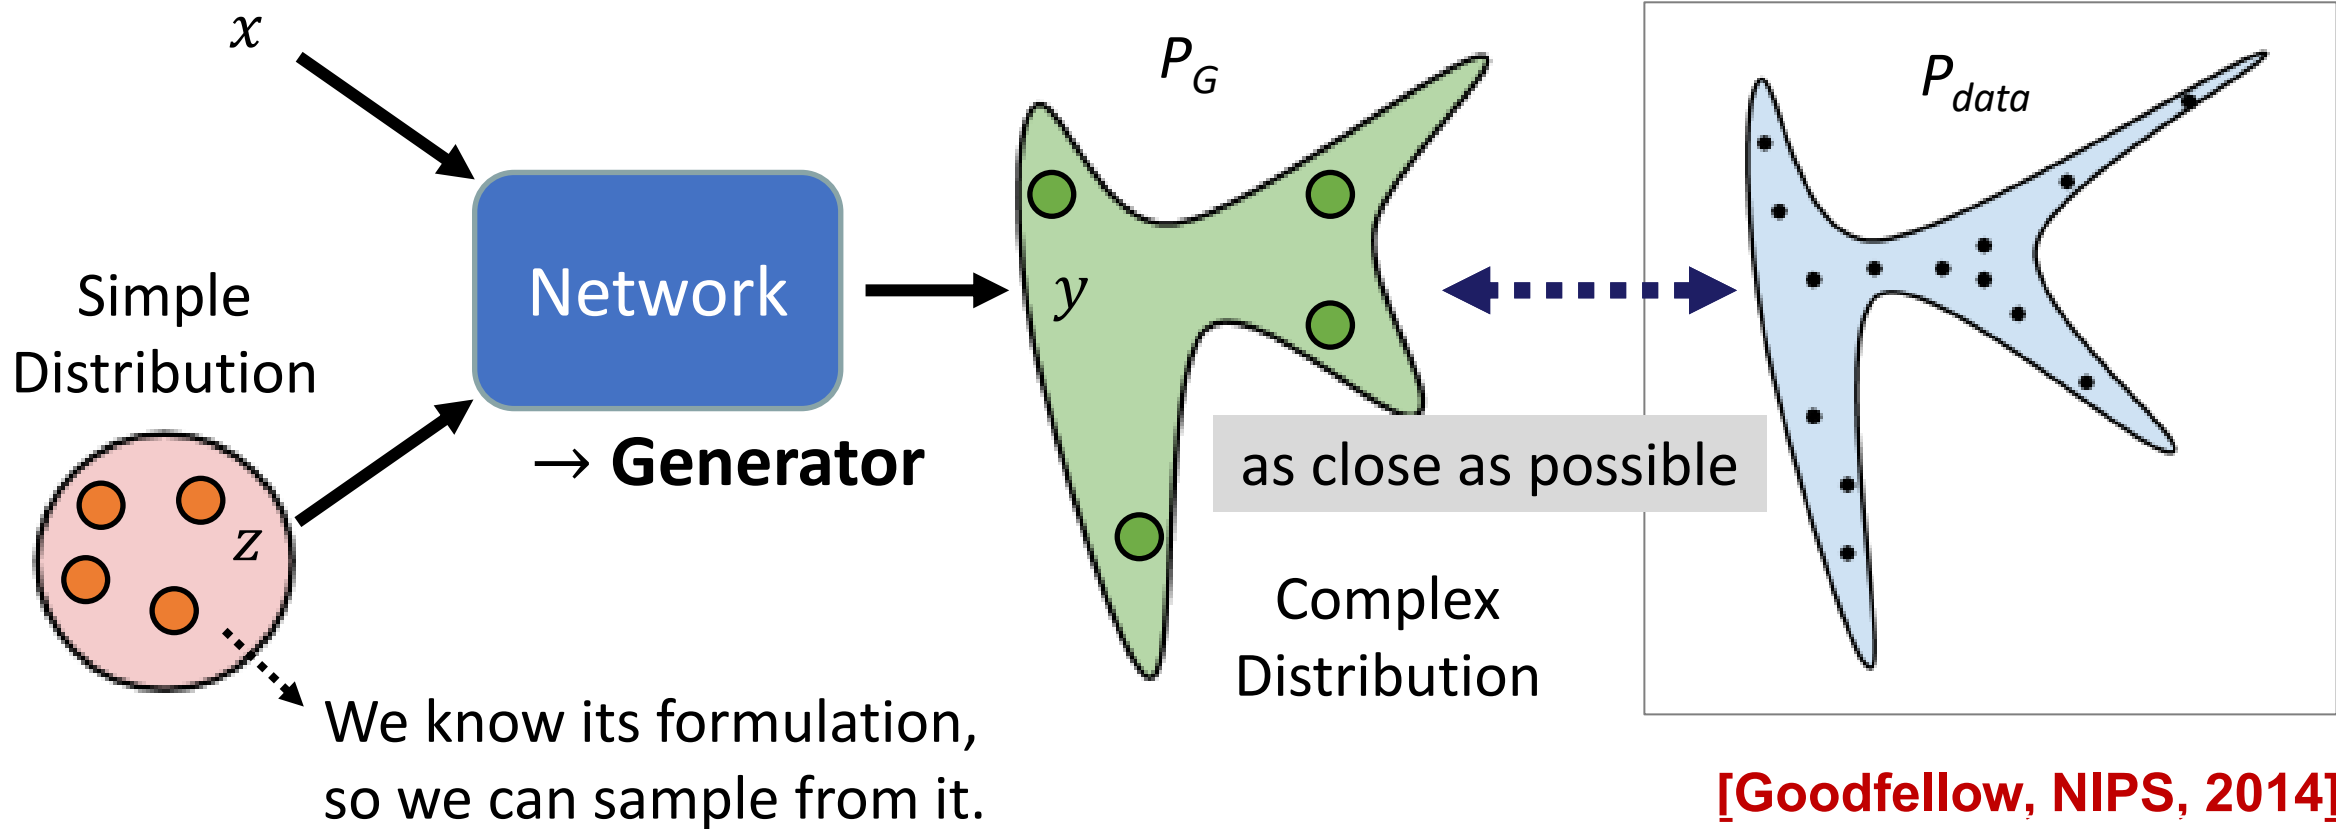 x
P_G
P_data
Simple
Distribution
Network
y
z
→ Generator
as close as possible
Complex
Distribution
We know its formulation,
so we can sample from it.
[Goodfellow, NIPS, 2014]